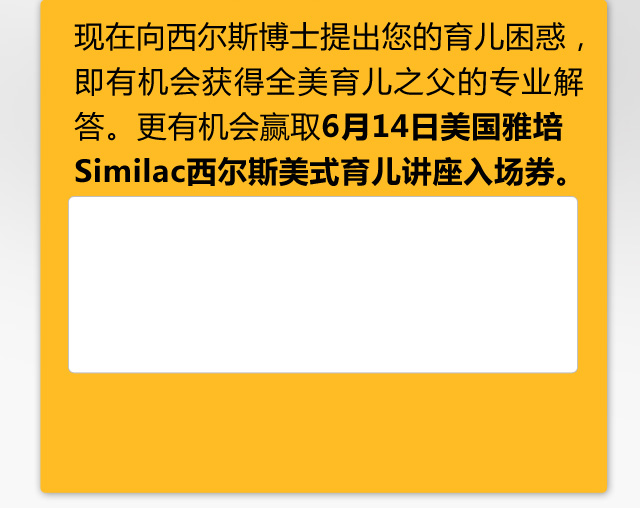 现在向西尔斯博士提出您的育儿困惑，
即有机会获得全美育儿之父的专业解
答。更有机会赢取6月14日美国雅培
Similac西尔斯美式育儿讲座入场券。